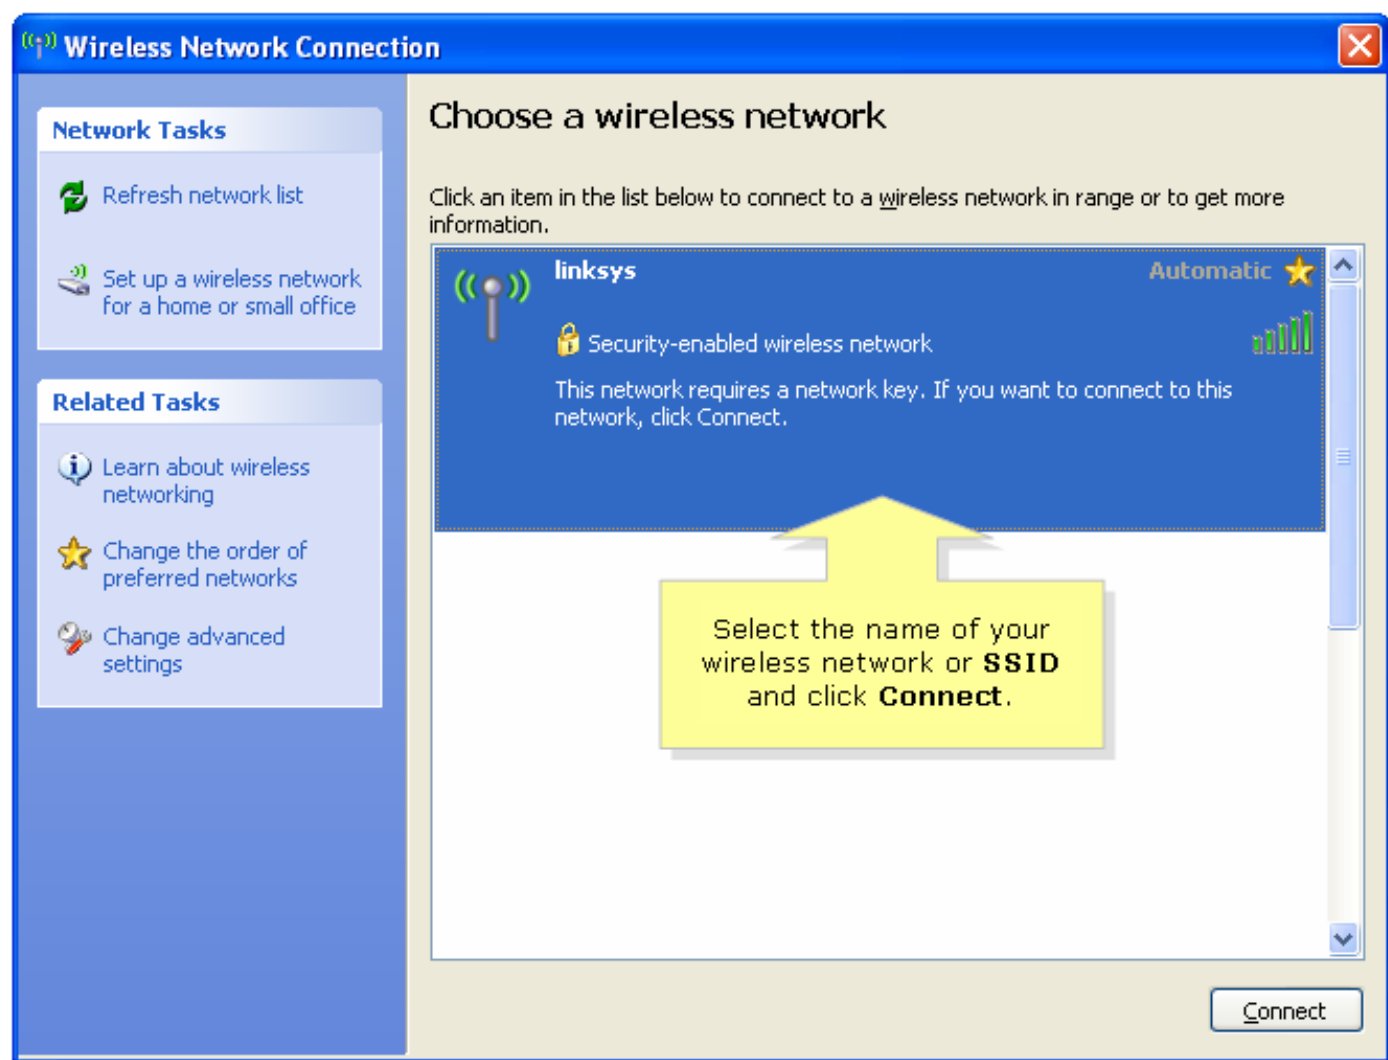 Wireless Network Connection
Network Tasks
Refresh network list
Set up a wireless network
for a home or small office
Related Tasks
Learn about wireless
networking
Change the order of
preferred networks
Change advanced
settings
Choose a wireless network
Click an item in the list below to connect to a wireless network in range or to get more
information.
linksys
Automatic
Security-enabled wireless network
This network requires a network key. If you want to connect to this
network, click Connect.
Select the name of your
wireless network or SSID
and click Connect.
Connect